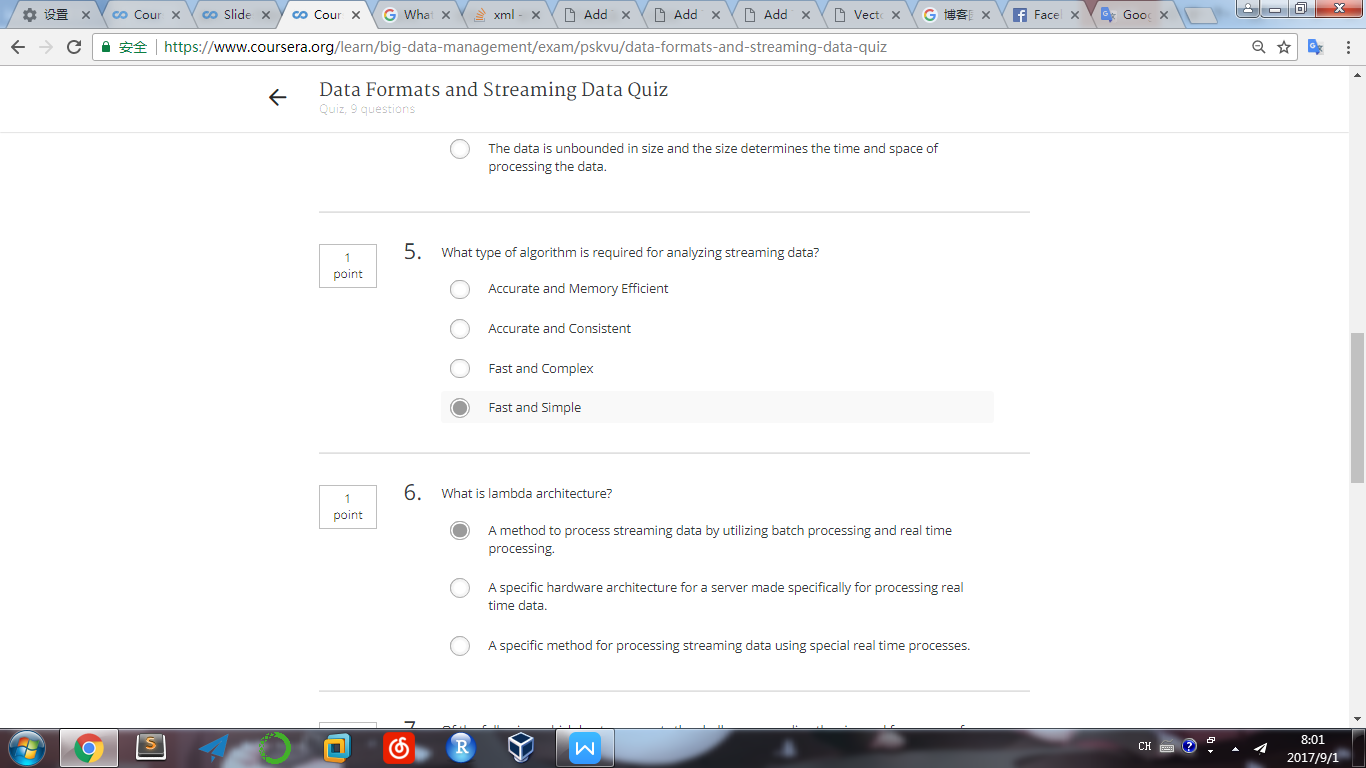 设置
Cour
Slide
Cour
What
xml -
Add
Add
Add
Vect
博客
Face
Goog
安全
https://www.coursera.org/learn/big-data-management/exam/pskvu/data-formats-and-streaming-data-quiz
Data Formats and Streaming Data Quiz
Quiz, 9 questions
The data is unbounded in size and the size determines the time and space of
processing the data.
1
point
5.
What type of algorithm is required for analyzing streaming data?
Accurate and Memory Efficient
Accurate and Consistent
Fast and Complex
Fast and Simple
1
point
6.
What is lambda architecture?
A method to process streaming data by utilizing batch processing and real time
processing.
A specific hardware architecture for a server made specifically for processing real
time data.
A specific method for processing streaming data using special real time processes.
CH
8:01
2017/9/1